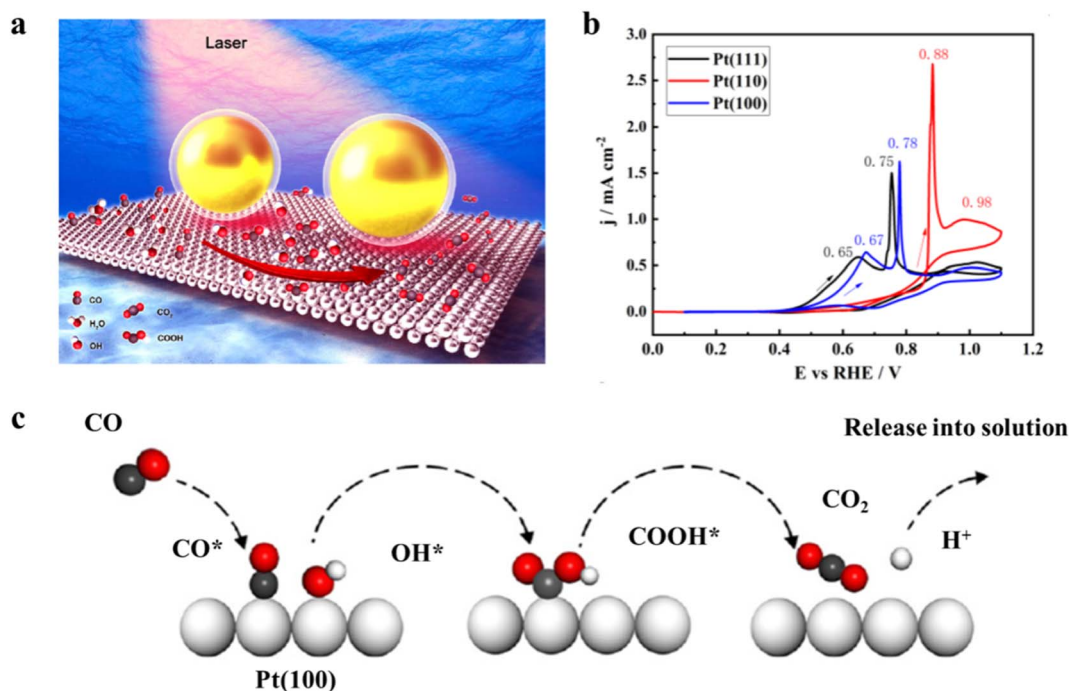 a
Laser
CO
H₂O
OH
CO₂
COOH
b
3.0
2.5
2.0
1.5
1.0
0.5
0.0
j / mA cm⁻²
Pt(111)
Pt(110)
Pt(100)
0.88
0.78
0.75
0.98
0.65
0.67
0.0 0.2 0.4 0.6 0.8 1.0 1.2
E vs RHE / V
c
CO
Release into solution
CO₂
CO*
OH*
COOH*
H⁺
Pt(100)